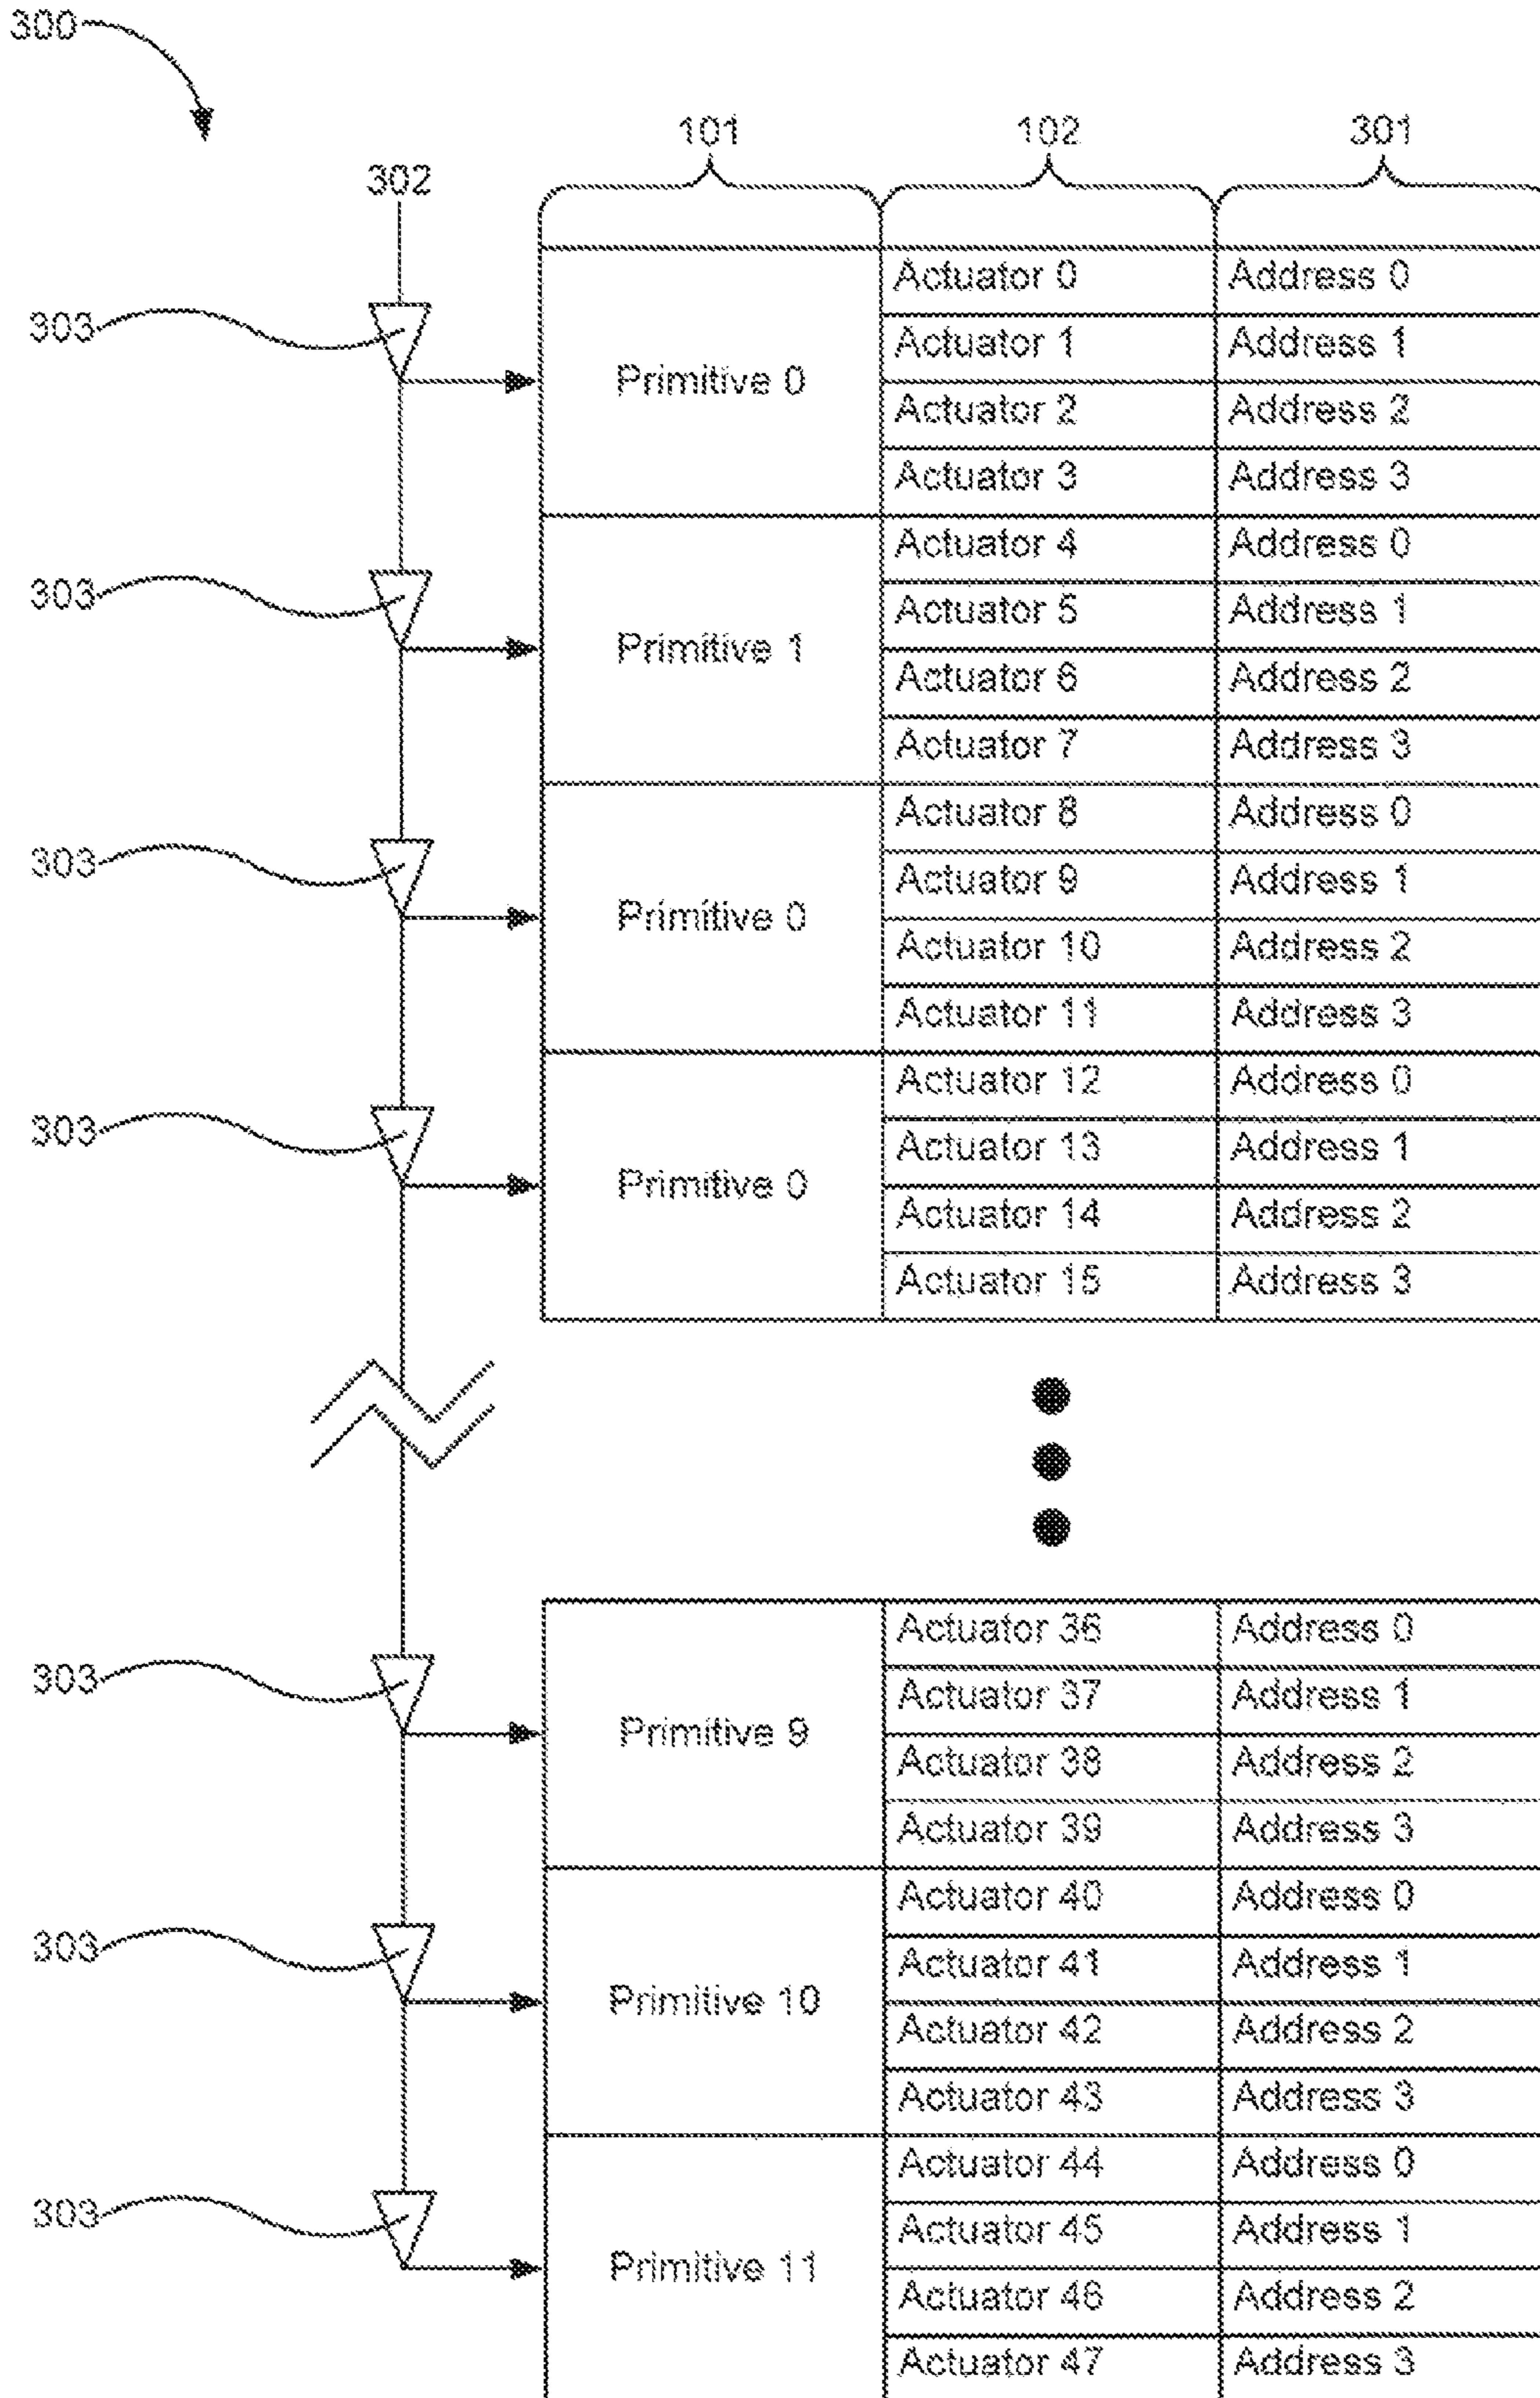 300
101 102 301
302
Actuator 0 Address 0
303
Actuator 1 Address 1
Primitive 0
Actuator 2 Address 2
Actuator 3 Address 3
Actuator 4 Address 0
303
Actuator 5 Address 1
Primitive 1
Actuator 6 Address 2
Actuator 7 Address 3
Actuator 8 Address 0
303
Actuator 9 Address 1
Primitive 0
Actuator 10 Address 2
Actuator 11 Address 3
Actuator 12 Address 0
303
Actuator 13 Address 1
Primitive 0
Actuator 14 Address 2
Actuator 15 Address 3
Actuator 36 Address 0
303
Actuator 37 Address 1
Primitive 9
Actuator 38 Address 2
Actuator 39 Address 3
Actuator 40 Address 0
303
Actuator 41 Address 1
Primitive 10
Actuator 42 Address 2
Actuator 43 Address 3
Actuator 44 Address 0
303
Actuator 45 Address 1
Primitive 11
Actuator 46 Address 2
Actuator 47 Address 3